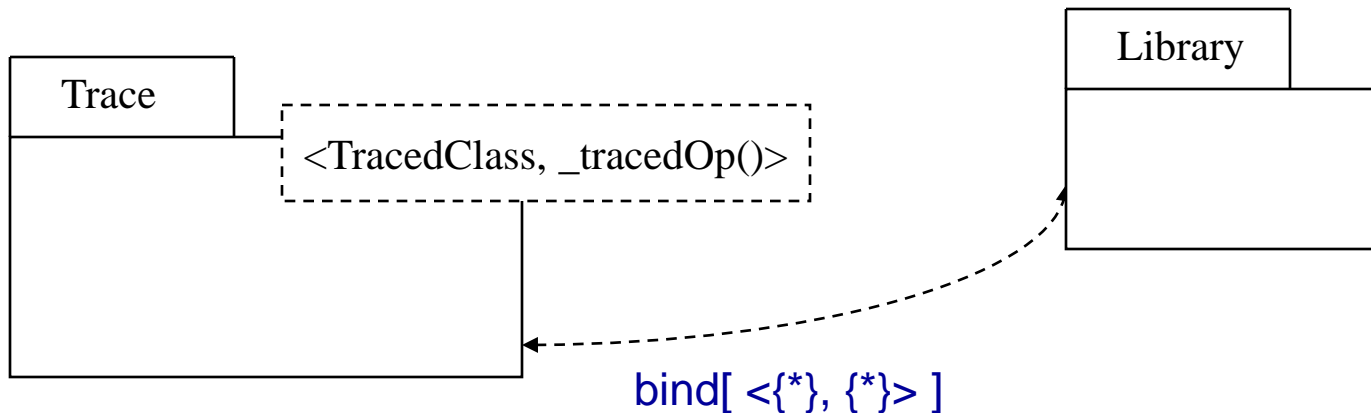 Trace
Library
<TracedClass, _tracedOp()>
bind[ <{*}, {*}> ]